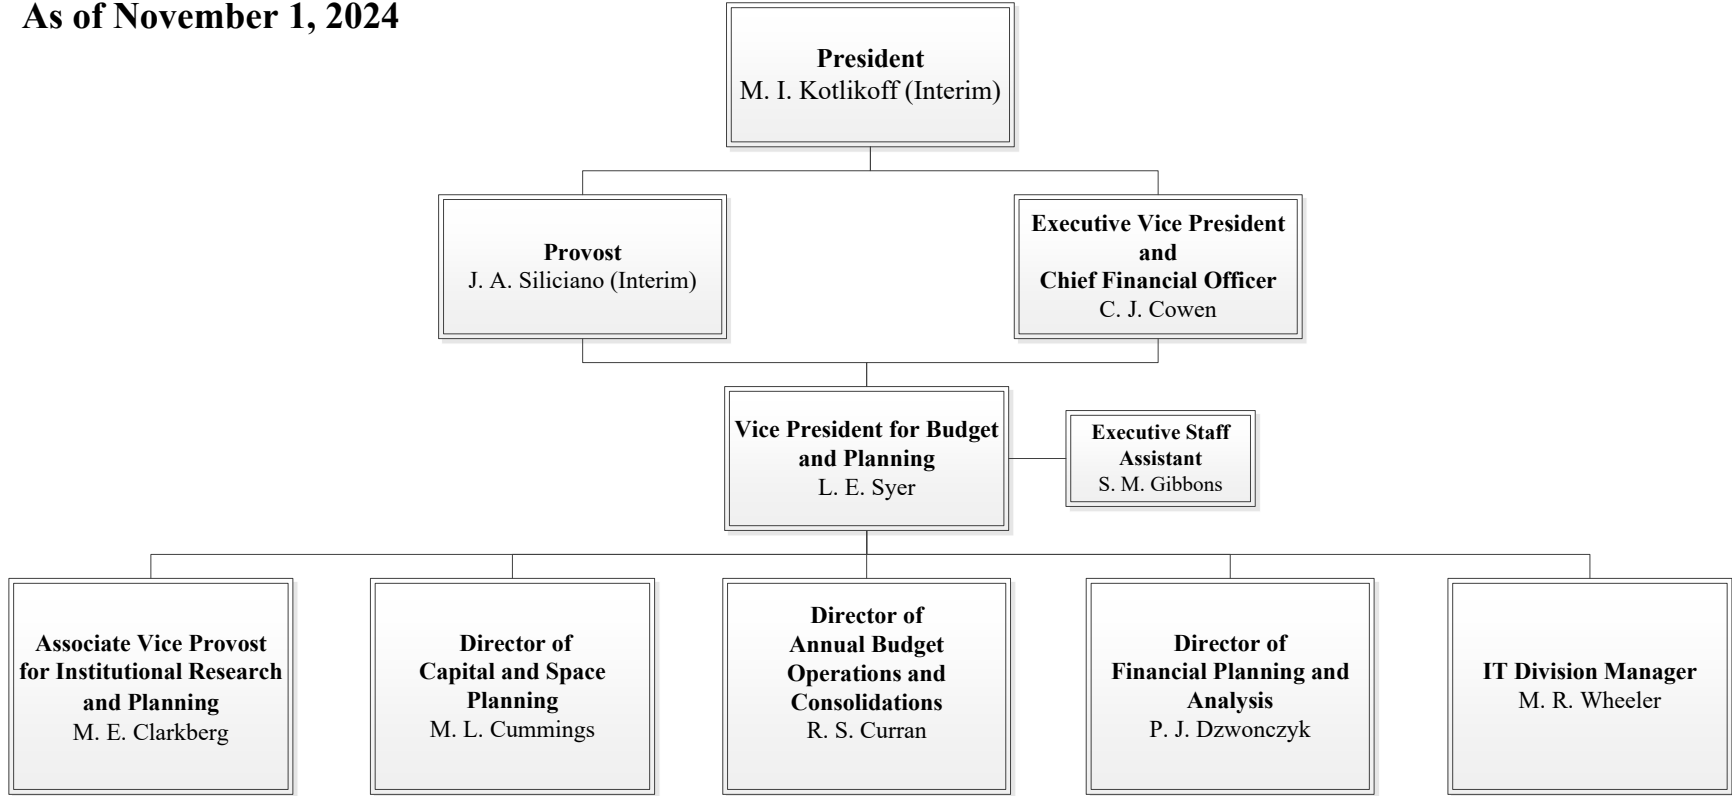 As of November 1, 2024
President
M. I. Kotlikoff (Interim)
Provost
J. A. Siliciano (Interim)
Executive Vice President
and
Chief Financial Officer
C. J. Cowen
Vice President for Budget
and Planning
L. E. Syer
Executive Staff
Assistant
S. M. Gibbons
Associate Vice Provost
for Institutional Research
and Planning
M. E. Clarkberg
Director of
Capital and Space
Planning
M. L. Cummings
Director of
Annual Budget
Operations and
Consolidations
R. S. Curran
Director of
Financial Planning and
Analysis
P. J. Dzwonczyk
IT Division Manager
M. R. Wheeler